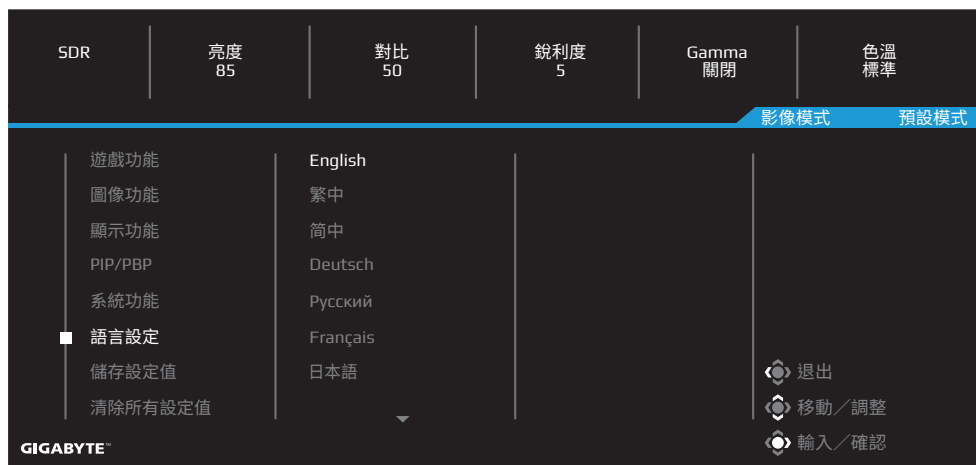 SDR
亮度
85
對比
50
銳利度
5
Gamma
關閉
色溫
標準
影像模式 預設模式
遊戲功能
圖像功能
顯示功能
PIP/PBP
系統功能
語言設定
儲存設定值
清除所有設定值
English
繁中
简中
Deutsch
Русский
Français
日本語
退出
移動／調整
輸入／確認
GIGABYTE™